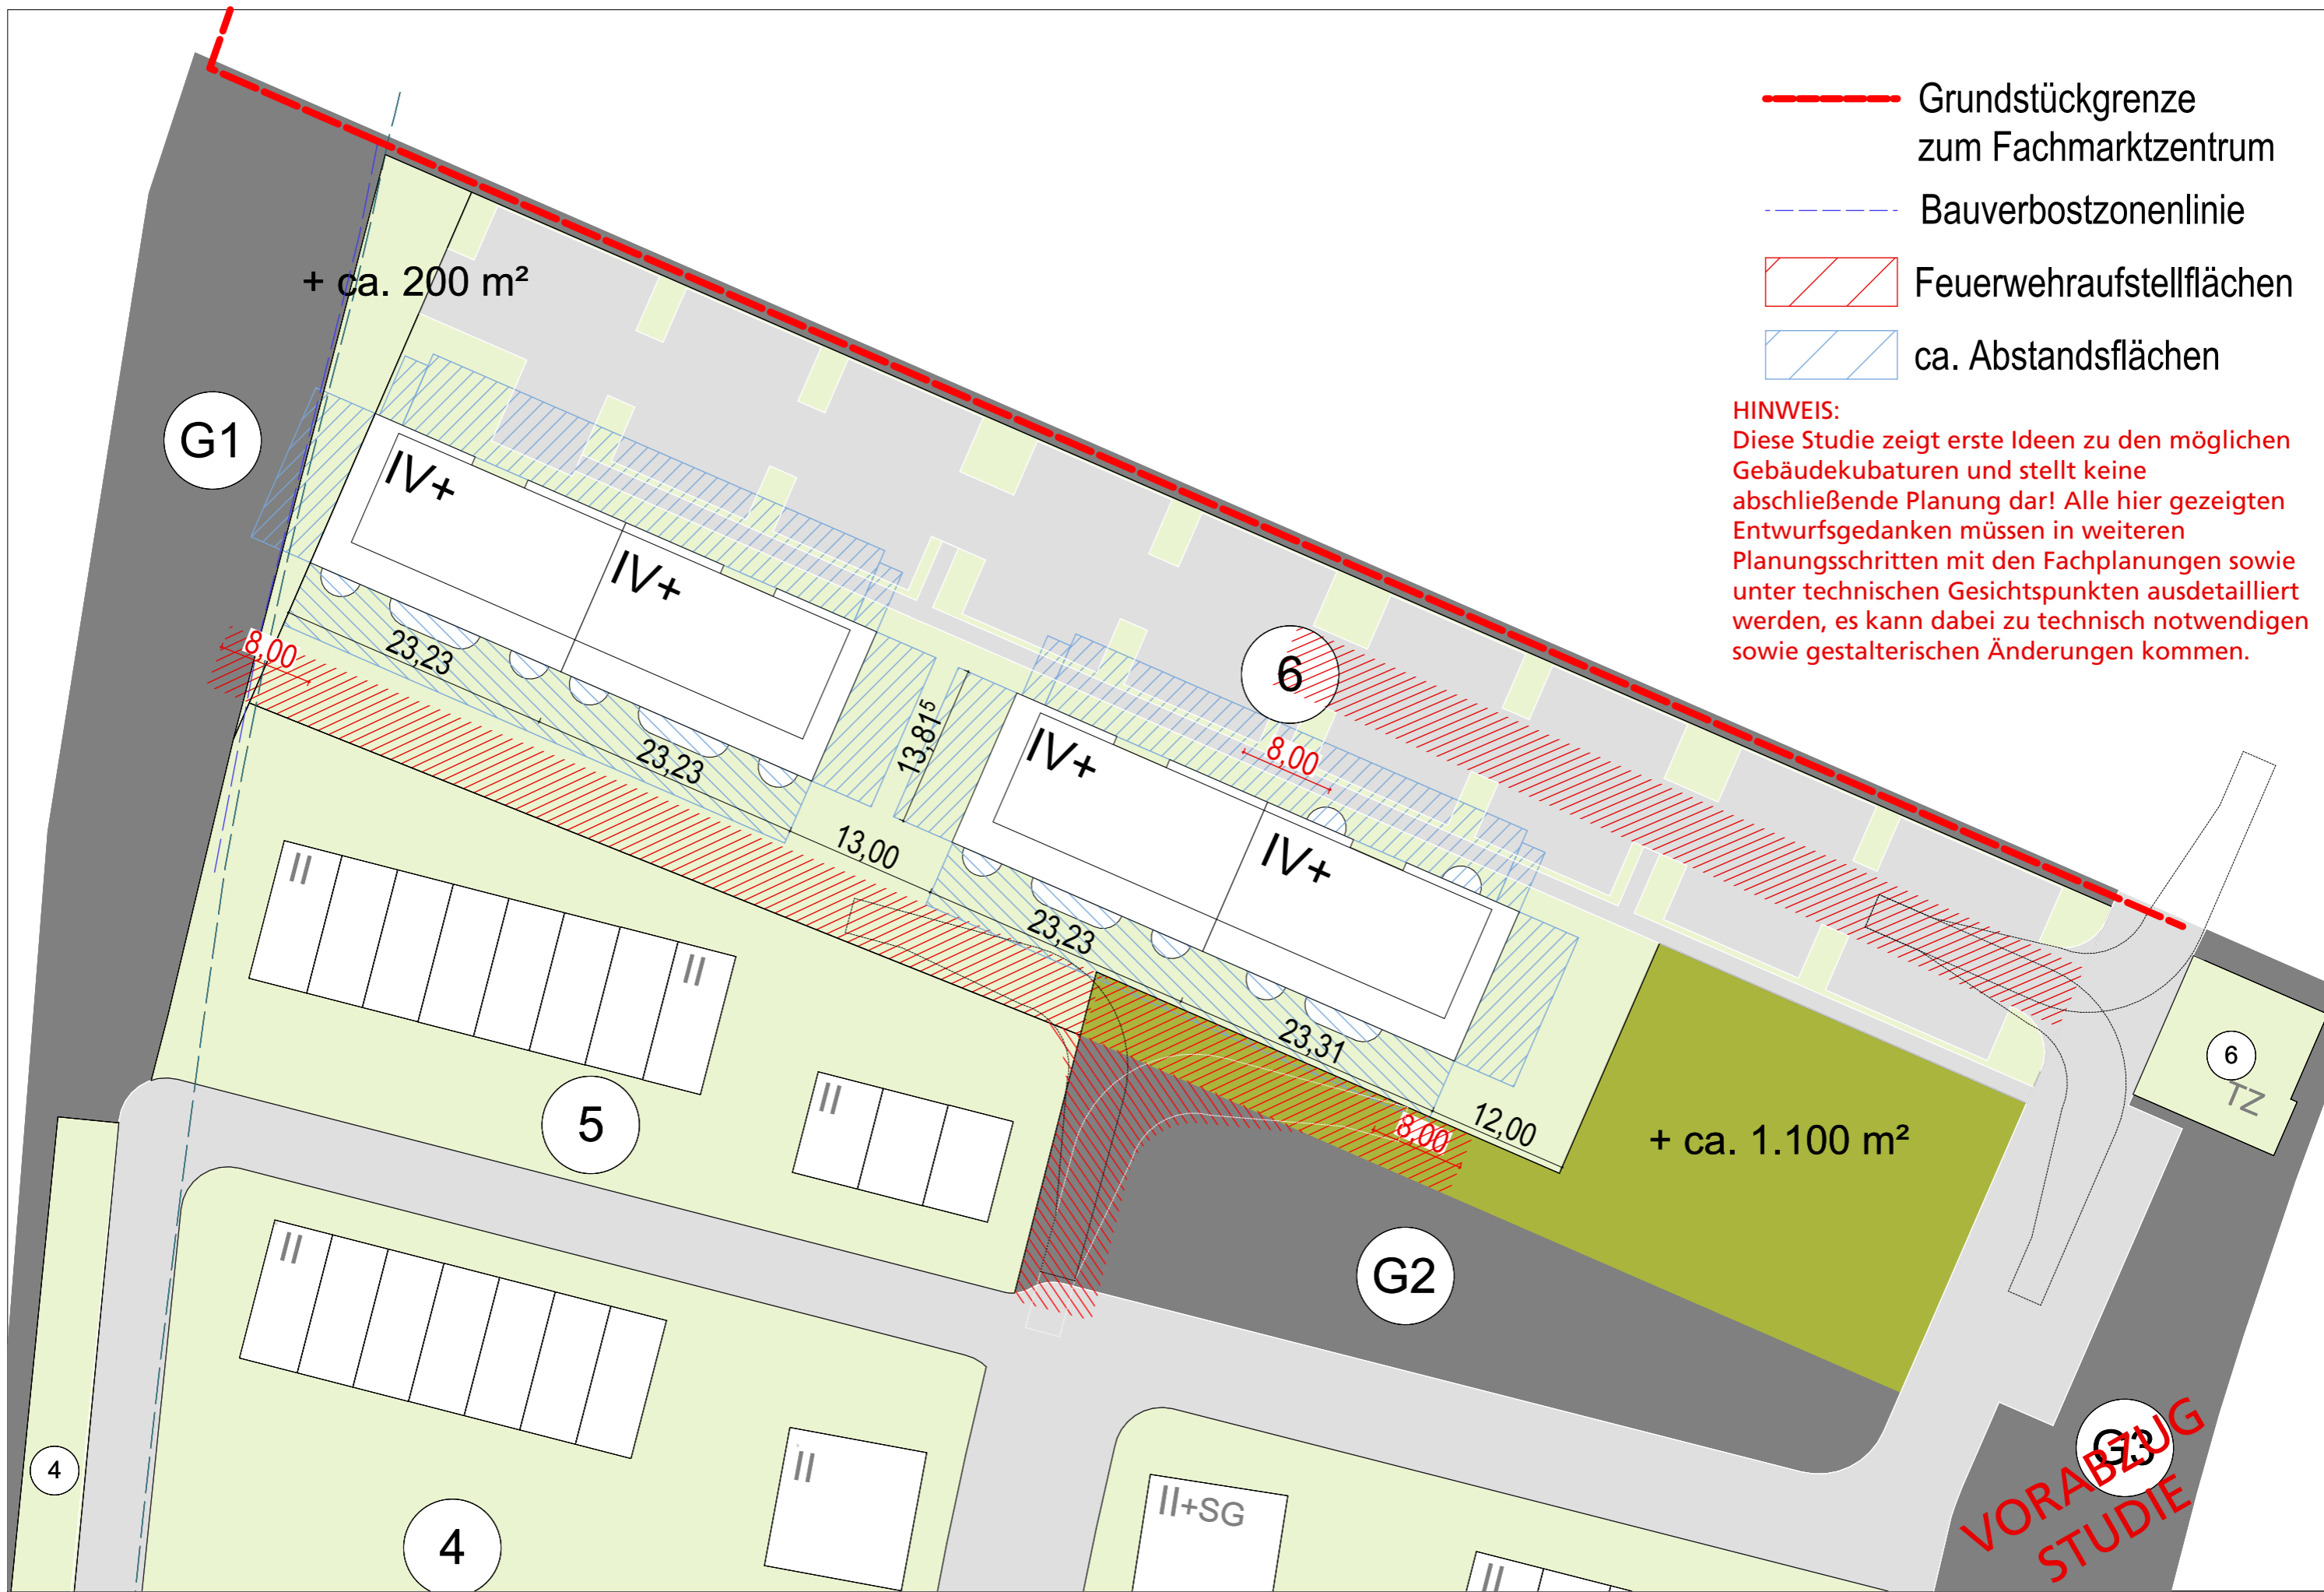 Grundstückgrenze
zum Fachmarktzentrum
Bauverbostzonenlinie
Feuerwehraufstellflächen
ca. Abstandsflächen
HINWEIS:
Diese Studie zeigt erste Ideen zu den möglichen
Gebäudekubaturen und stellt keine
abschließende Planung dar! Alle hier gezeigten
Entwurfsgedanken müssen in weiteren
Planungsschritten mit den Fachplanungen sowie
unter technischen Gesichtspunkten ausdetailliert
werden, es kann dabei zu technisch notwendigen
sowie gestalterischen Änderungen kommen.
+ ca. 200 m²
G1
IV+
IV+
8,00
23,23
23,23
13,81⁵
13,00
6
8,00
IV+
IV+
23,23
23,31
12,00
8,00
+ ca. 1.100 m²
6
TZ
II
II
II
5
G2
II
II
4
4
II+SG
II
G3
VORABZUG
STUDIE